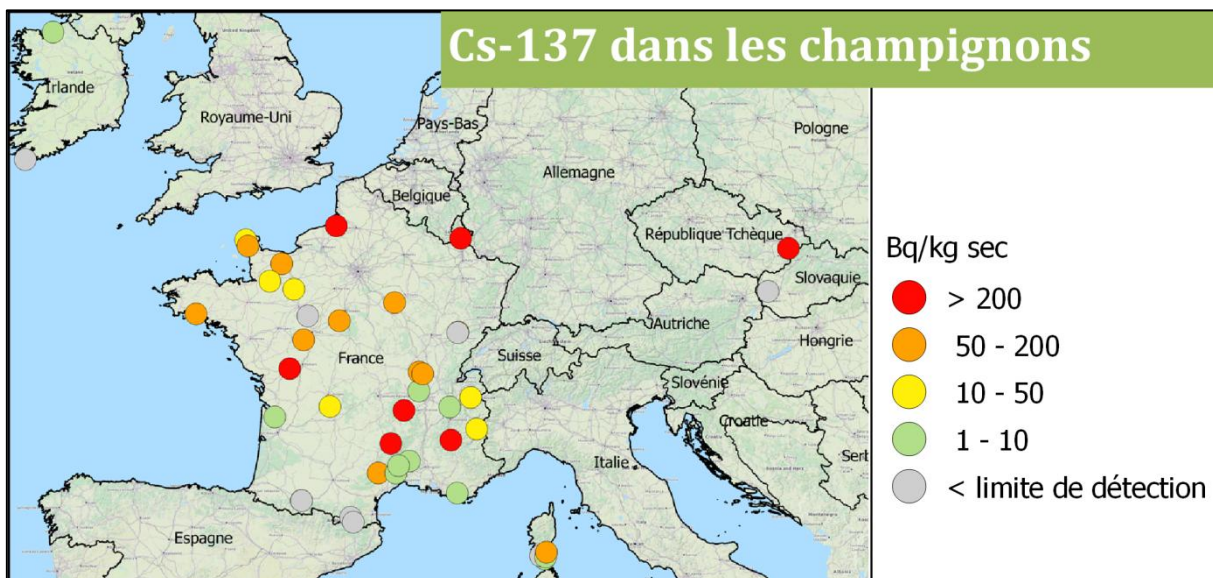 Cs-137 dans les champignons
Irlande
Royaume-Uni
Pays-Bas
Pologne
Allemagne
Belgique
République Tchèque
Slovaquie
Autriche
Hongrie
France
Suisse
Slovénie
Croatie
Serb
Italie
Espagne
Bq/kg sec
> 200
50 - 200
10 - 50
1 - 10
< limite de détection